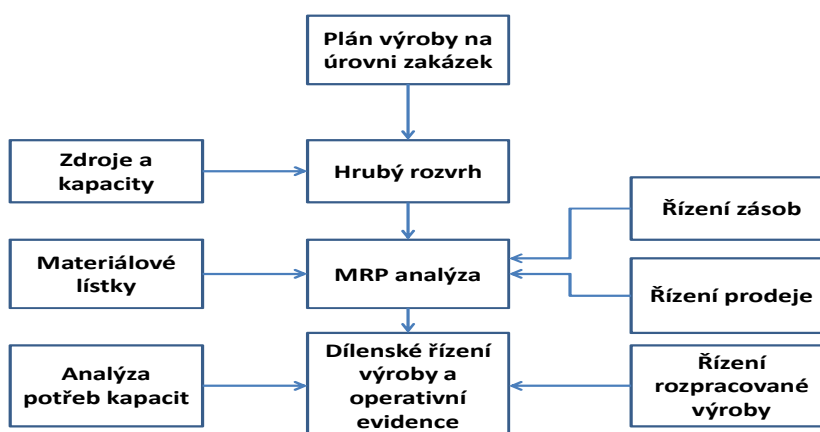 Plán výroby na
úrovni zakázek
Zdroje a
kapacity
Hrubý rozvrh
Řízení zásob
Materiálové
lístky
MRP analýza
Řízení prodeje
Analýza
potřeb kapacit
Dílenské řízení
výroby a
operativní
evidence
Řízení
rozpracované
výroby